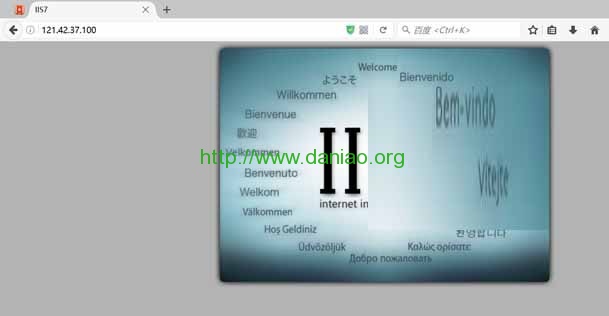 IIS7
121.42.37.100
百度 <Ctrl+K>
Welcome
ようこそ
Bienvenido
Willkommen
Bem-vindo
Bienvenue
歡迎
Velkommen
http://www.daniao.org
II
Benvenuto
Vítejte
Welkom
internet in
Välkommen
Hoş Geldiniz
환영합니다
Üdvözöljük
Καλώς ορίσατε
Добро пожаловать